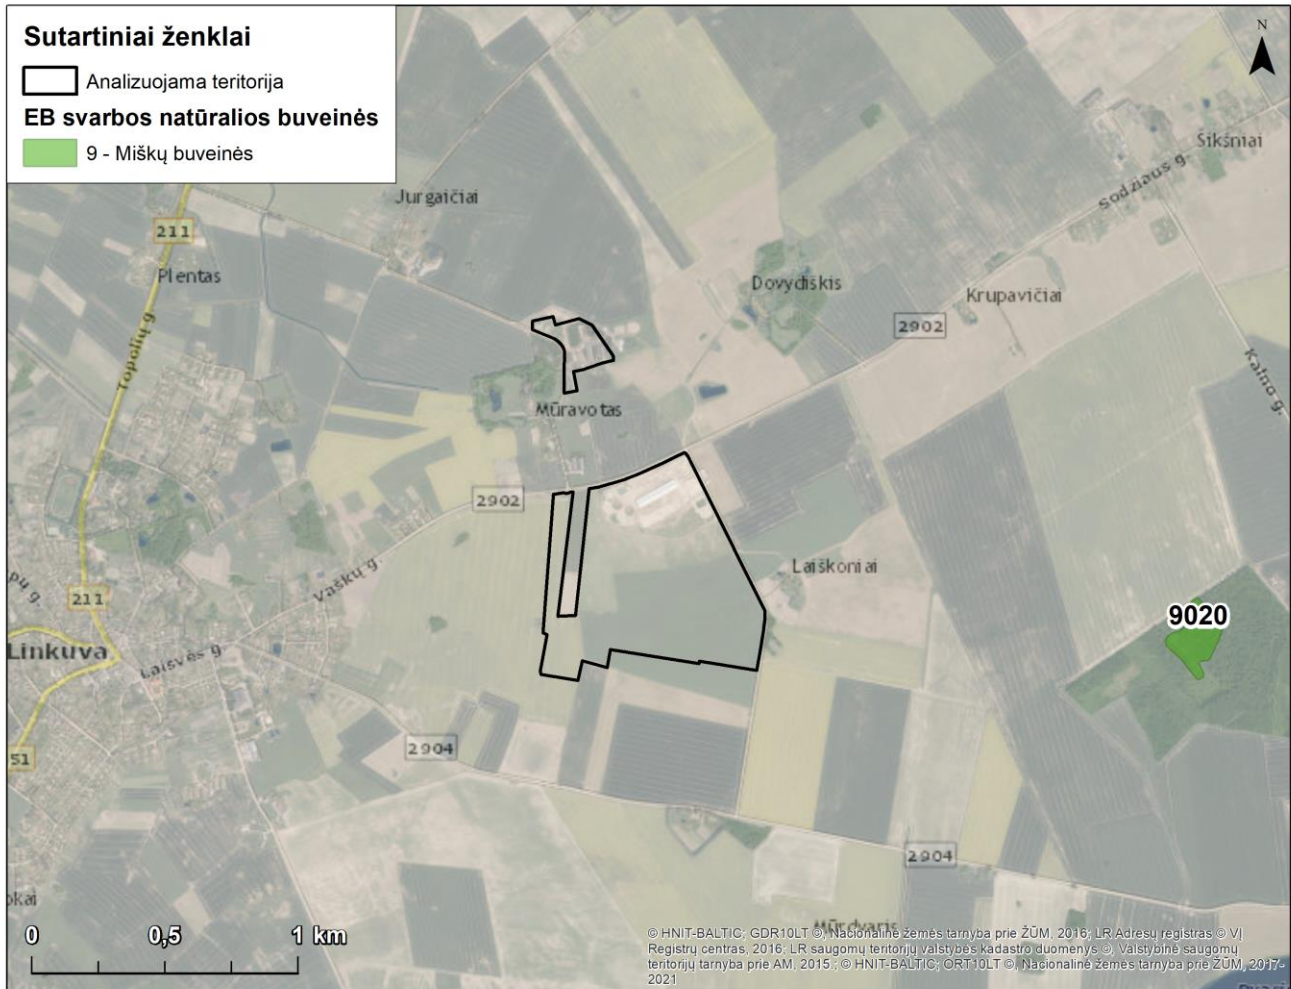 Sutartiniai ženklai
Analizuojama teritorija
EB svarbos natūralios buveinės
9 - Miškų buveinės
N
Šikšniai
Sodžiaus g.
Jurgaičiai
211
Plentas
Dovydiškis
Krupavičiai
2902
Topolių g.
Kalno g.
Mūravotas
2902
Vaškų g.
Laiškoniai
211
9020
Linkuva
Laisvės g.
2904
51
2904
Mūrdvaris
0 0,5 1 km
© HNIT-BALTIC; GDR10LT ©, Nacionalinė žemės tarnyba prie ŽŪM, 2016; LR Adresų registras © VĮ
Registrų centras, 2016; LR saugomų teritorijų valstybės kadastro duomenys ©, Valstybinė saugomų
teritorijų tarnyba prie AM, 2015.; © HNIT-BALTIC; ORT10LT ©, Nacionalinė žemės tarnyba prie ŽŪM, 2017-
2021